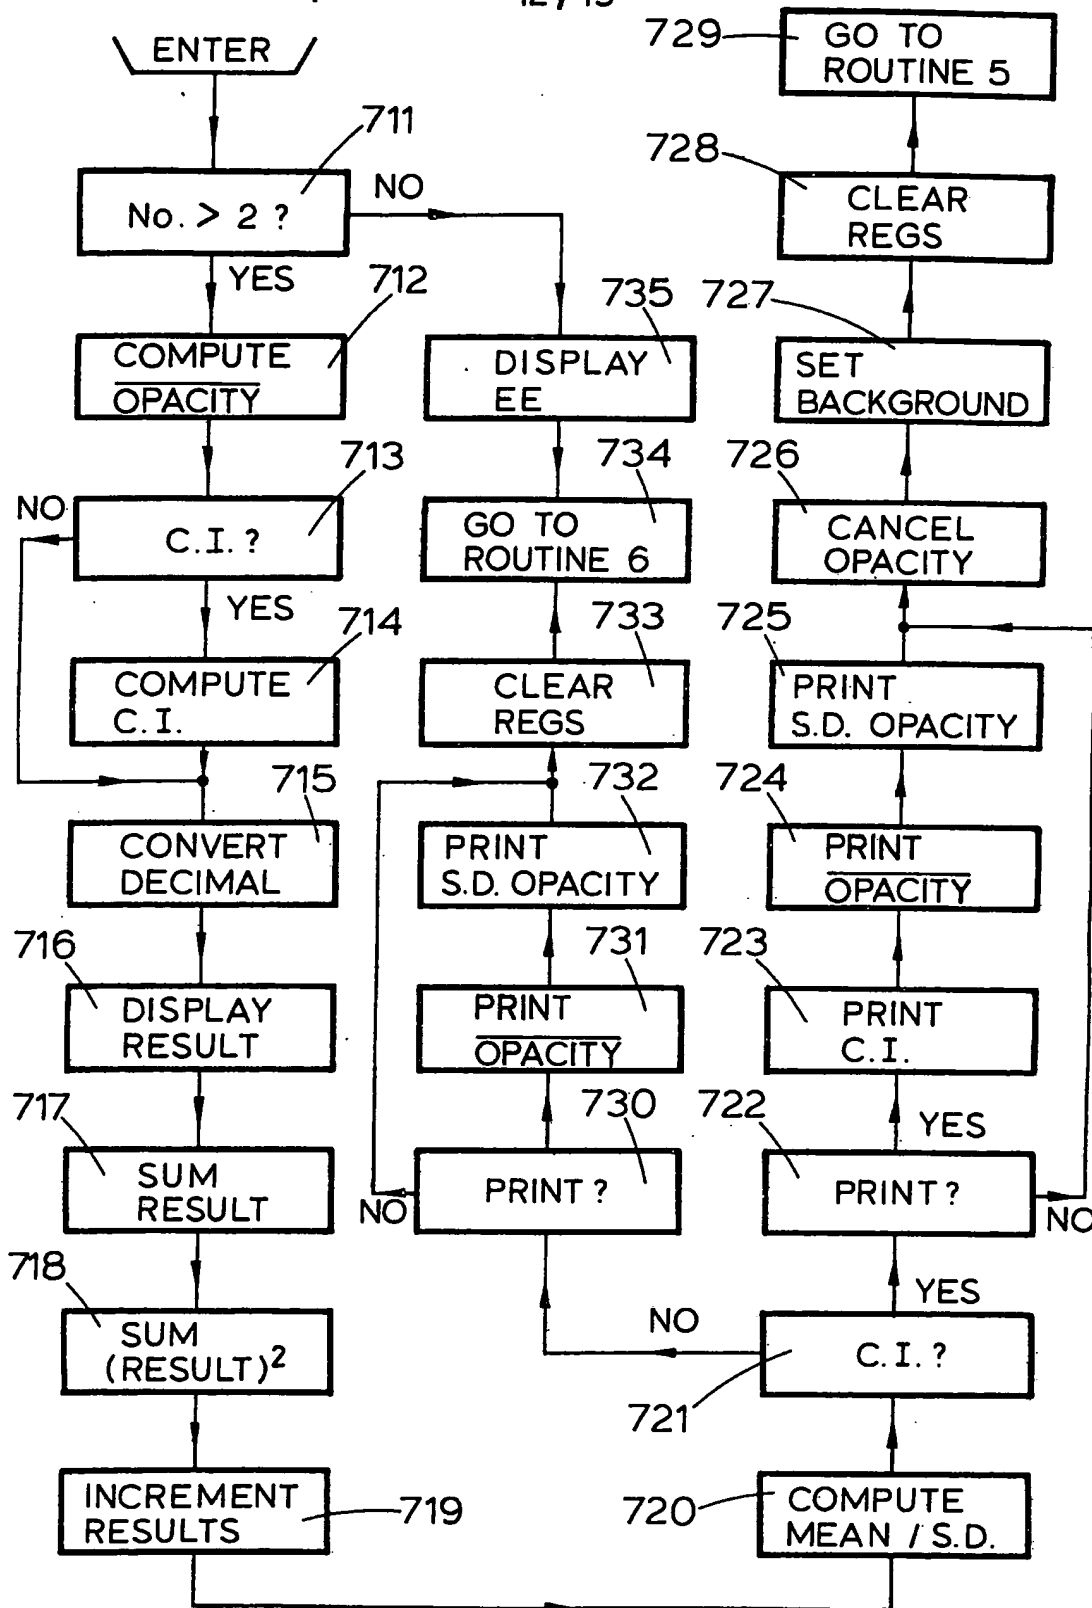 12/13
ENTER
711
No. > 2 ?
NO
YES
712
COMPUTE
OPACITY
713
NO
C.I. ?
YES
714
COMPUTE
C.I.
715
CONVERT
DECIMAL
716
DISPLAY
RESULT
717
SUM
RESULT
718
SUM
(RESULT)²
INCREMENT
RESULTS
719
735
DISPLAY
EE
734
GO TO
ROUTINE 6
733
CLEAR
REGS
732
PRINT
S.D. OPACITY
731
PRINT
OPACITY
730
PRINT ?
NO
NO
729
GO TO
ROUTINE 5
728
CLEAR
REGS
727
SET
BACKGROUND
726
CANCEL
OPACITY
725
PRINT
S.D. OPACITY
724
PRINT
OPACITY
723
PRINT
C.I.
722
YES
PRINT ?
NO
YES
C.I. ?
721
720
COMPUTE
MEAN / S.D.